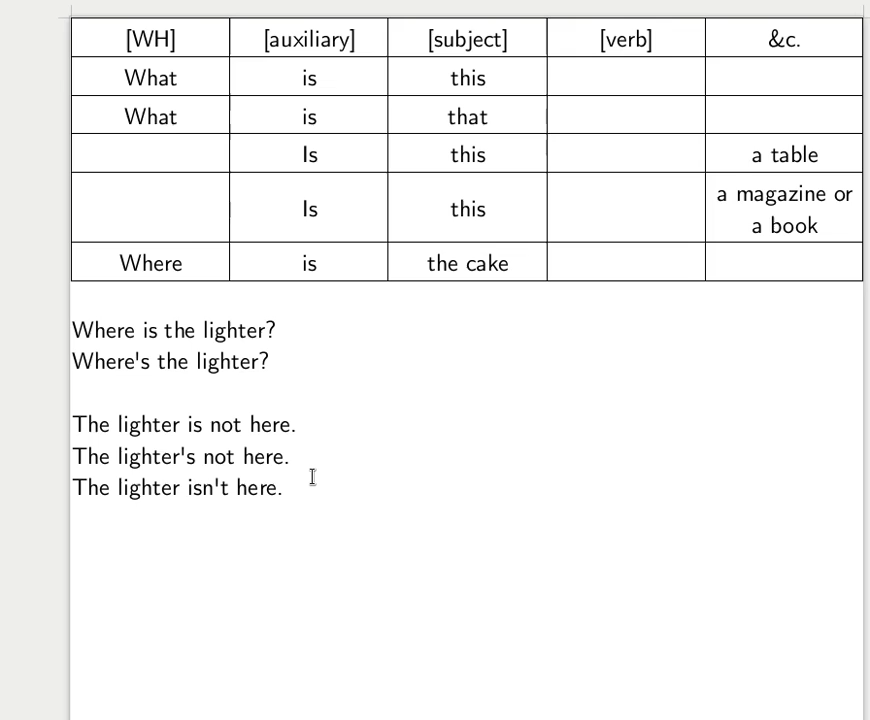 [WH] [auxiliary] [subject] [verb] &c.
What is this
What is that
Is this a table
Is this a magazine or
a book
Where is the cake
Where is the lighter?
Where's the lighter?
The lighter is not here.
The lighter's not here.
The lighter isn't here.